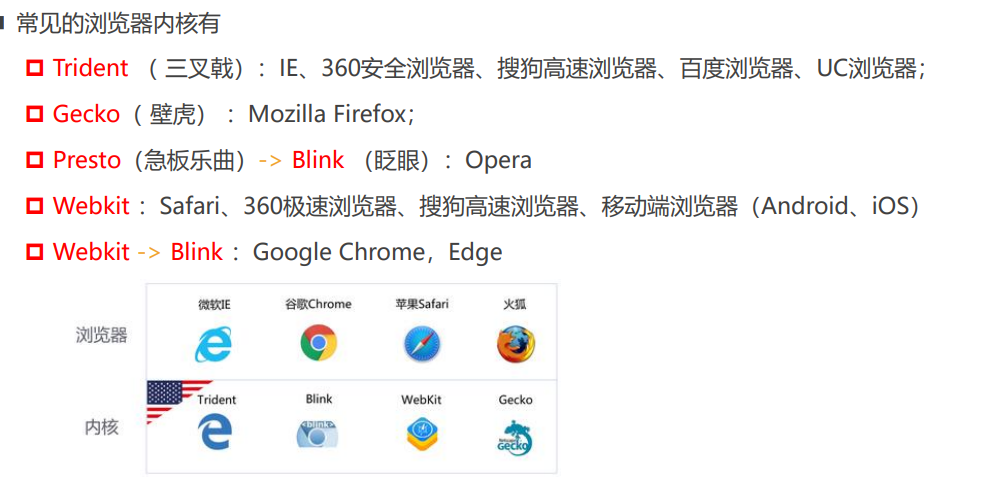 常见的浏览器内核有
Trident （ 三叉戟）：IE、360安全浏览器、搜狗高速浏览器、百度浏览器、UC浏览器；
Gecko（ 壁虎） ：Mozilla Firefox；
Presto（急板乐曲）-> Blink （眨眼）：Opera
Webkit ：Safari、360极速浏览器、搜狗高速浏览器、移动端浏览器（Android、iOS）
Webkit -> Blink ：Google Chrome，Edge
微软IE 谷歌Chrome 苹果Safari 火狐
浏览器
Trident Blink WebKit Gecko
内核
<blink>
GECKO